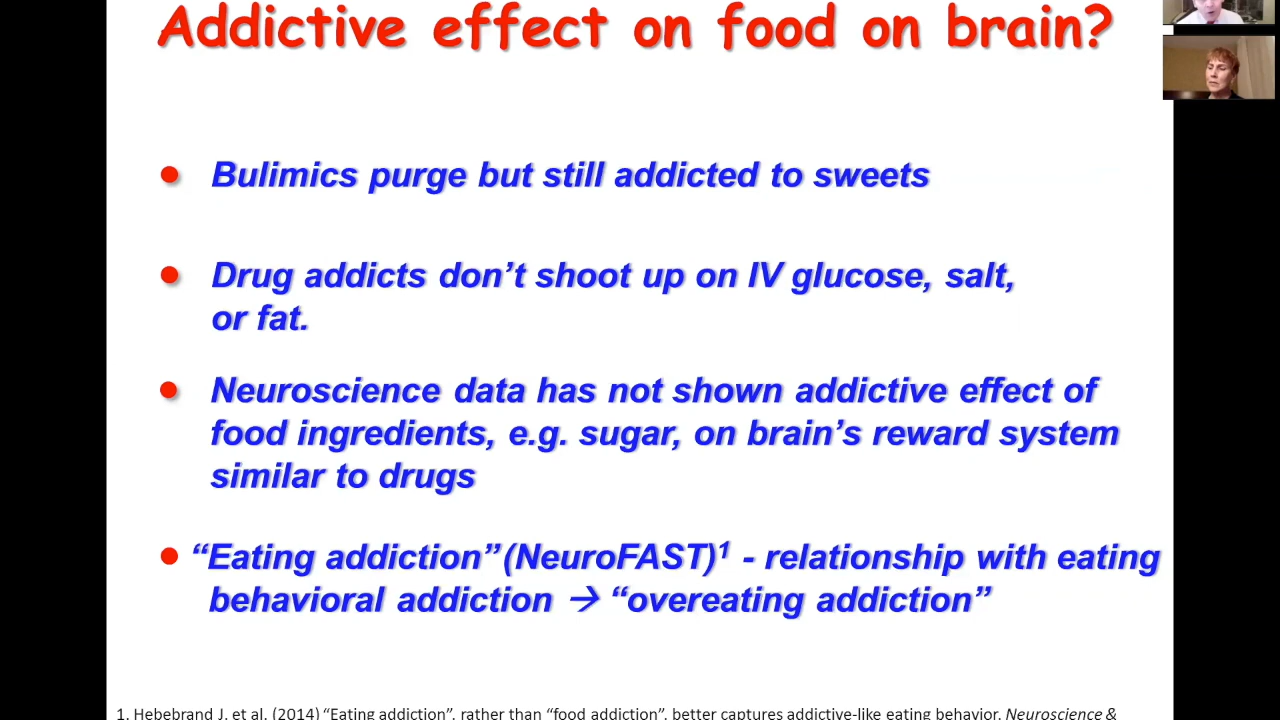 Addictive effect on food on brain?
• Bulimics purge but still addicted to sweets
• Drug addicts don’t shoot up on IV glucose, salt,
or fat.
• Neuroscience data has not shown addictive effect of
food ingredients, e.g. sugar, on brain’s reward system
similar to drugs
• “Eating addiction”(NeuroFAST)1 - relationship with eating
behavioral addiction → “overeating addiction”
1. Hebebrand J. et al. (2014) “Eating addiction”, rather than “food addiction”, better captures addictive-like eating behavior. Neuroscience &